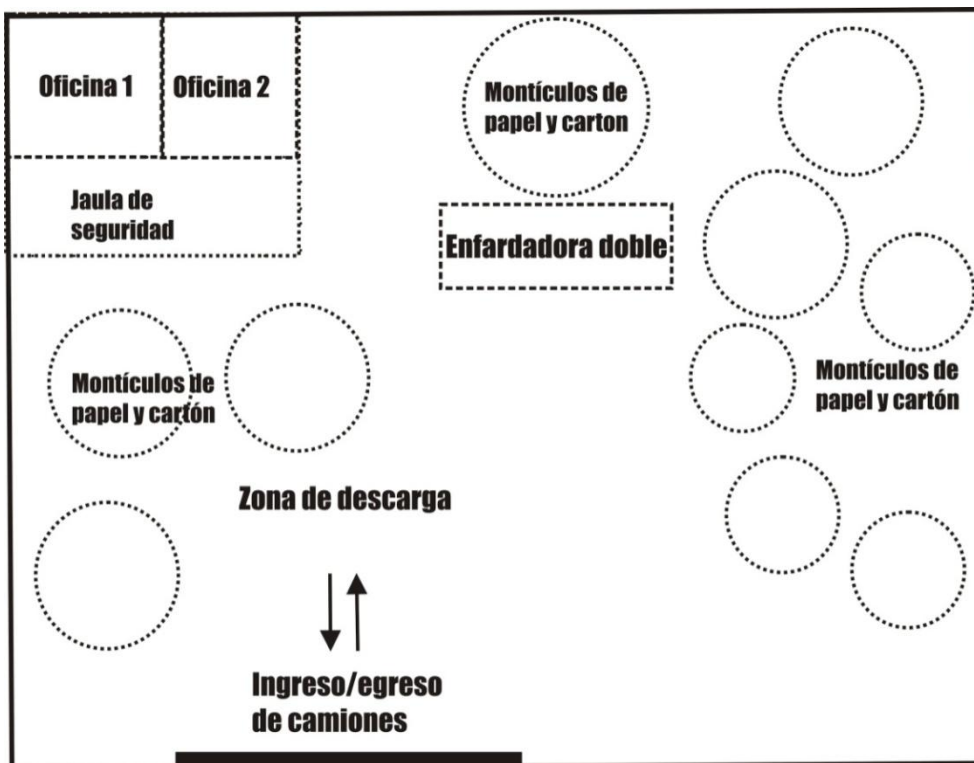 Oficina 1
Oficina 2
Montículos de
papel y carton
Jaula de
seguridad
Enfardadora doble
Montículos de
papel y cartón
Montículos de
papel y cartón
Zona de descarga
Ingreso/egreso
de camiones